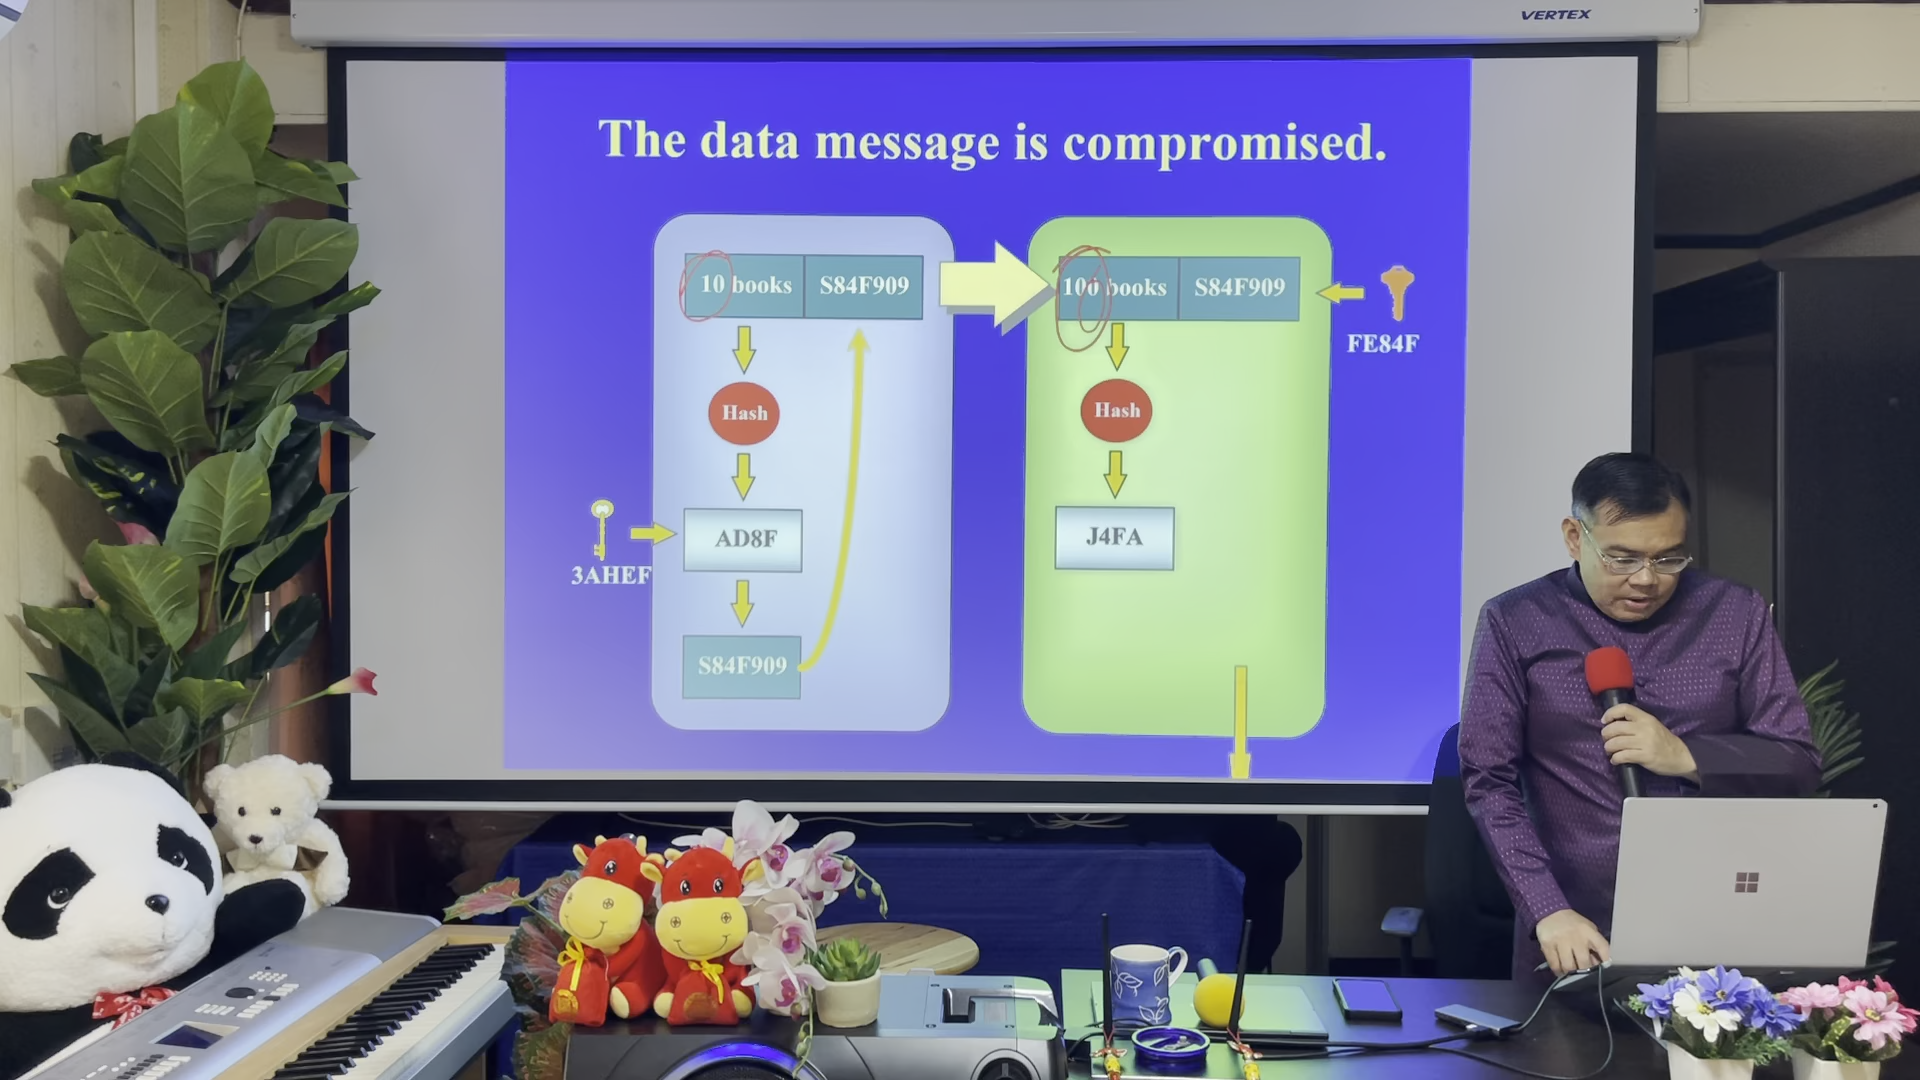 VERTEX
The data message is compromised.
10 books
S84F909
100 books
S84F909
FE84F
Hash
Hash
3AHEF
AD8F
J4FA
S84F909